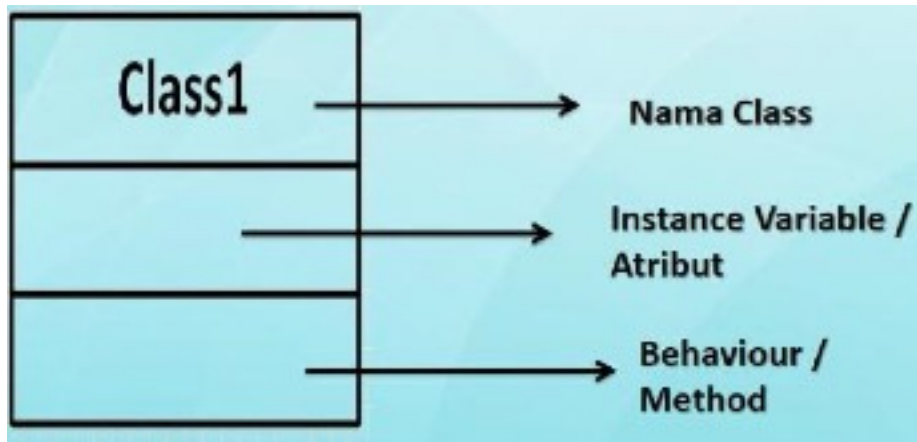 Class1
Nama Class
Instance Variable /
Atribut
Behaviour /
Method